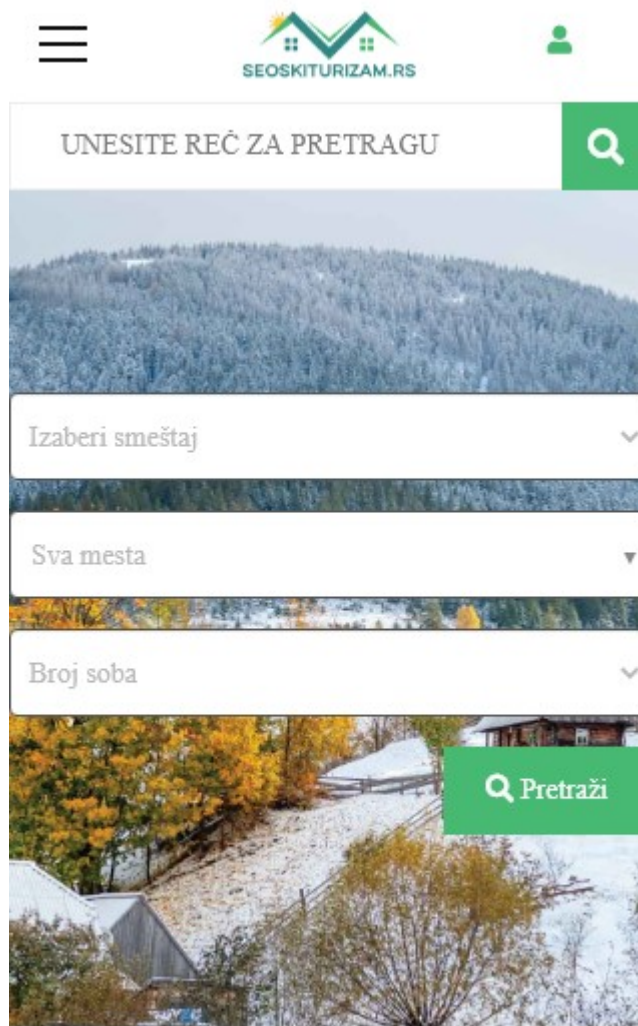 SEOSKITURIZAM.RS
UNESITE REČ ZA PRETRAGU
Izaberi smeštaj
Sva mesta
Broj soba
Pretraži